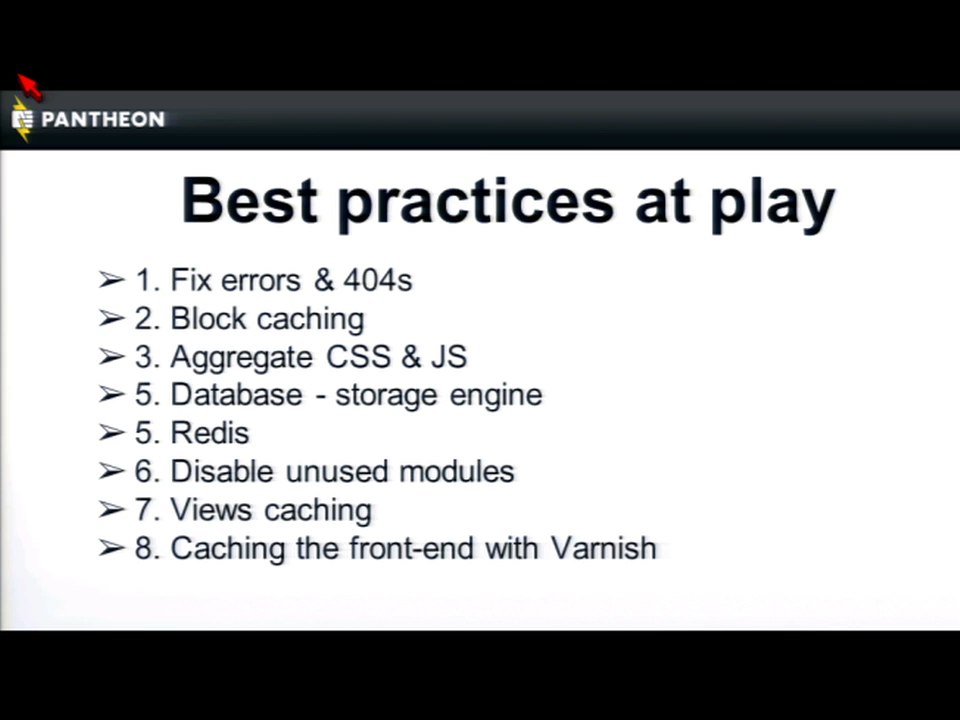 PANTHEON
Best practices at play
➢ 1. Fix errors & 404s
➢ 2. Block caching
➢ 3. Aggregate CSS & JS
➢ 5. Database - storage engine
➢ 5. Redis
➢ 6. Disable unused modules
➢ 7. Views caching
➢ 8. Caching the front-end with Varnish